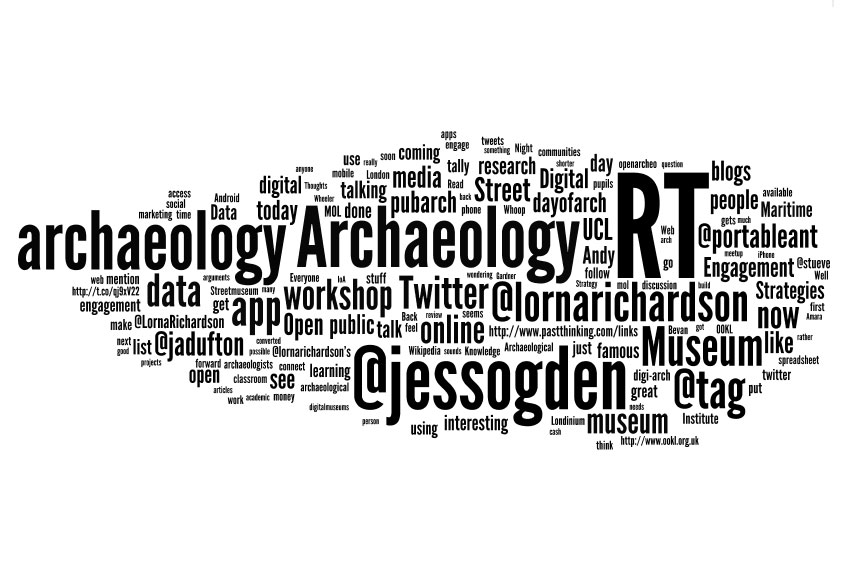 apps
engage
tweets
something
Night
communities
use
really
soon
coming
tally
research
shorter
day
openarcheo
question
anyone
mobile
London
media
Read
Street
Digital
pupils
blogs
digital
Thoughts
talking
pubarch
back
dayofarch
people
available
access
social
Android
Wheeler
marketing
time
Data
today
MOL
done
phone
Whoop
UCL
RT
gets
much
Maritime
archaeology
Archaeology
Andy
Web
arch
@portableant
follow
go
meetup
iPhone
Engagement
@stueve
Well
web
mention
arguments
Everyone
InA
stuff
wondering
Gardner
Strategy
mol
discussion
build
http://t.co/qj9xV22
data
Streetmuseum
many
workshop
Twitter
@lornarichardson
Strategies
engagement
get
app
first
make
@LornaRichardson
Open
public
talk
Back
feel
review
online
seems
http://www.pastthinking.com/links
Bevan
got
OOKL
now
Amara
next
good
list
@jadufton
converted
possible
@lornarichardson's
Wikipedia
sounds
Knowledge
Archaeological
just
famous
Museum
like
rather
projects
forward
archaeologists
connect
learning
@jessogden
digi-arch
@tag
spreadsheet
twitter
open
classroom
see
archaeological
great
put
articles
work
academic
money
digitalmuseums
needs
person
using
interesting
Londinium
cash
museum
Institute
think
http://www.ookl.org.uk